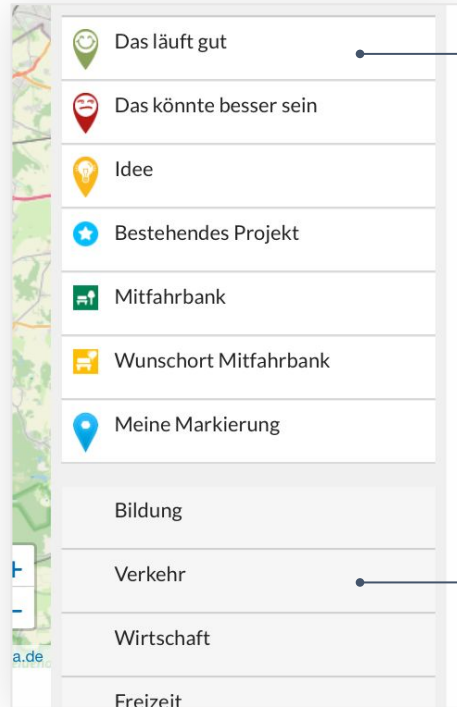 Das läuft gut
Das könnte besser sein
Idee
Bestehendes Projekt
Mitfahrbank
Wunschort Mitfahrbank
Meine Markierung
Bildung
Verkehr
Wirtschaft
Freizeit
+
−
a.de